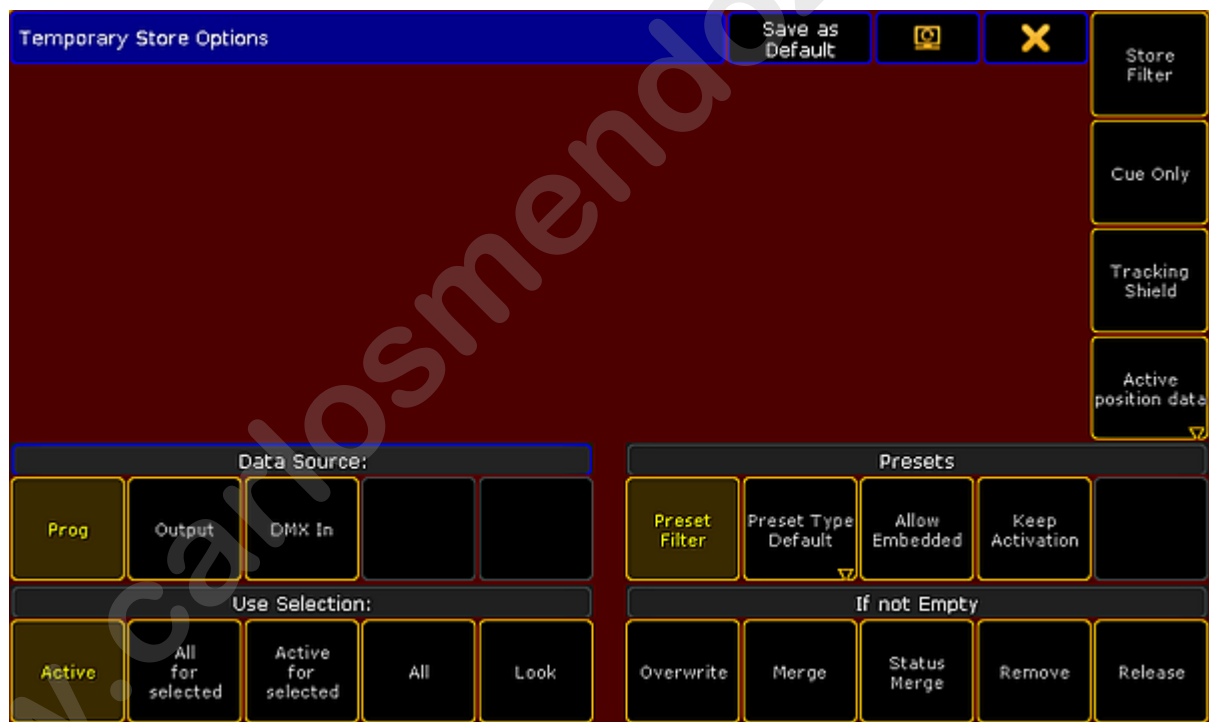 Temporary Store Options
Save as
Default
Store
Filter
Cue Only
Tracking
Shield
Active
position data
Data Source:
Presets
Prog
Output
DMX In
Preset
Filter
Preset Type
Default
Allow
Embedded
Keep
Activation
Use Selection:
If not Empty
Active
All
for
selected
Active
for
selected
All
Look
Overwrite
Merge
Status
Merge
Remove
Release